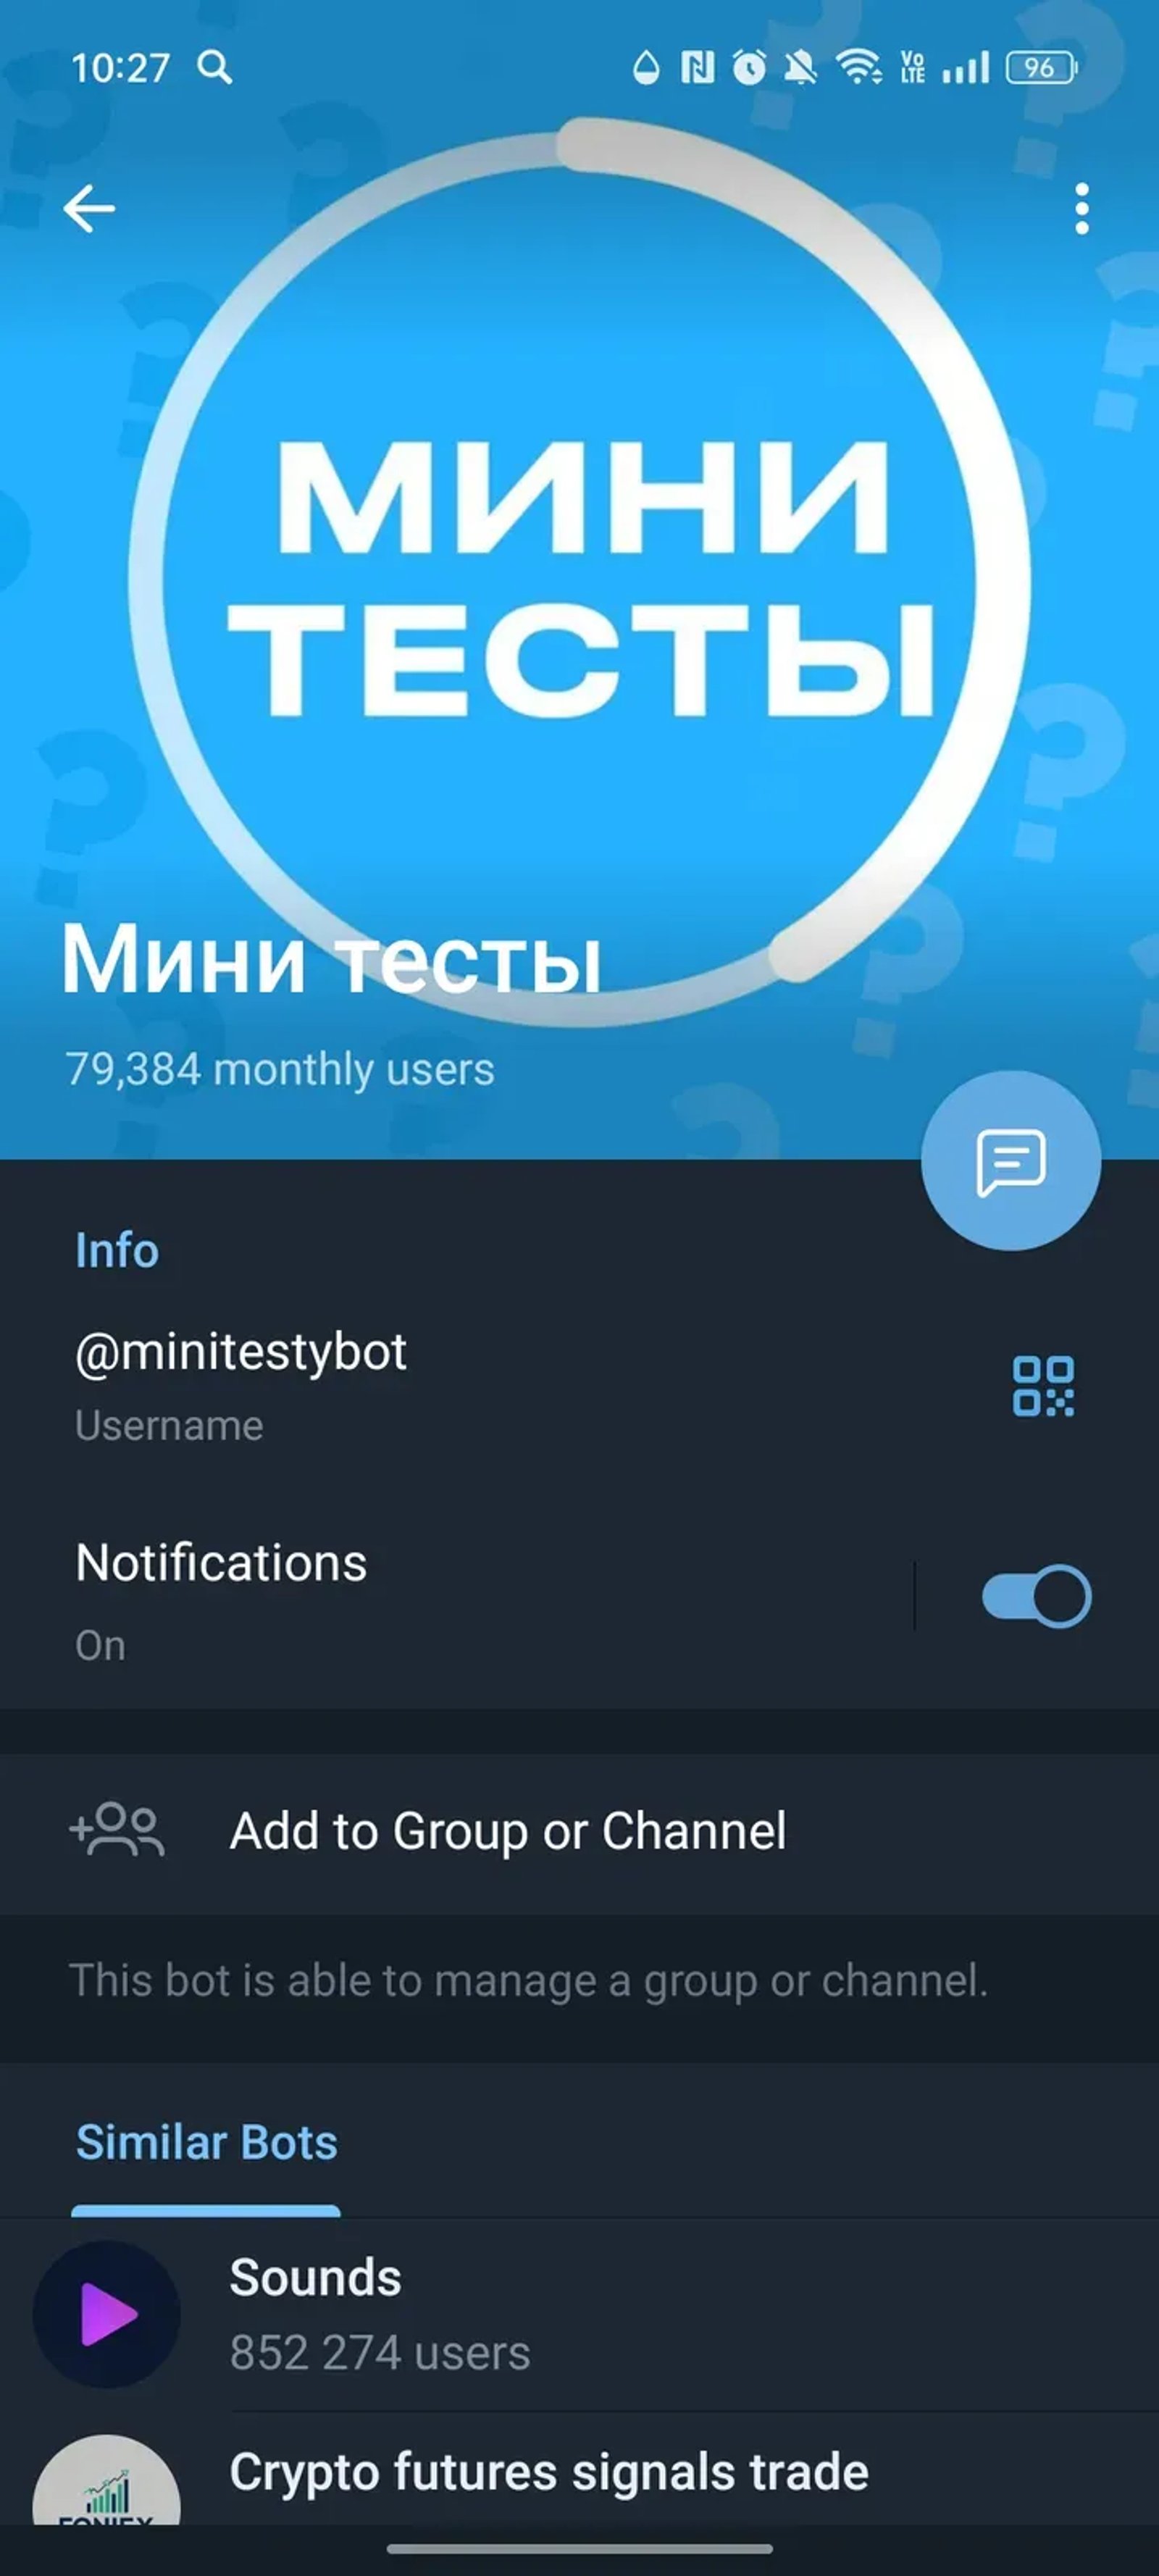 10:27
Vo
LTE
96
МИНИ
ТЕСТЫ
Мини тесты
79,384 monthly users
Info
@minitestybot
Username
Notifications
On
Add to Group or Channel
This bot is able to manage a group or channel.
Similar Bots
Sounds
852 274 users
Crypto futures signals trade